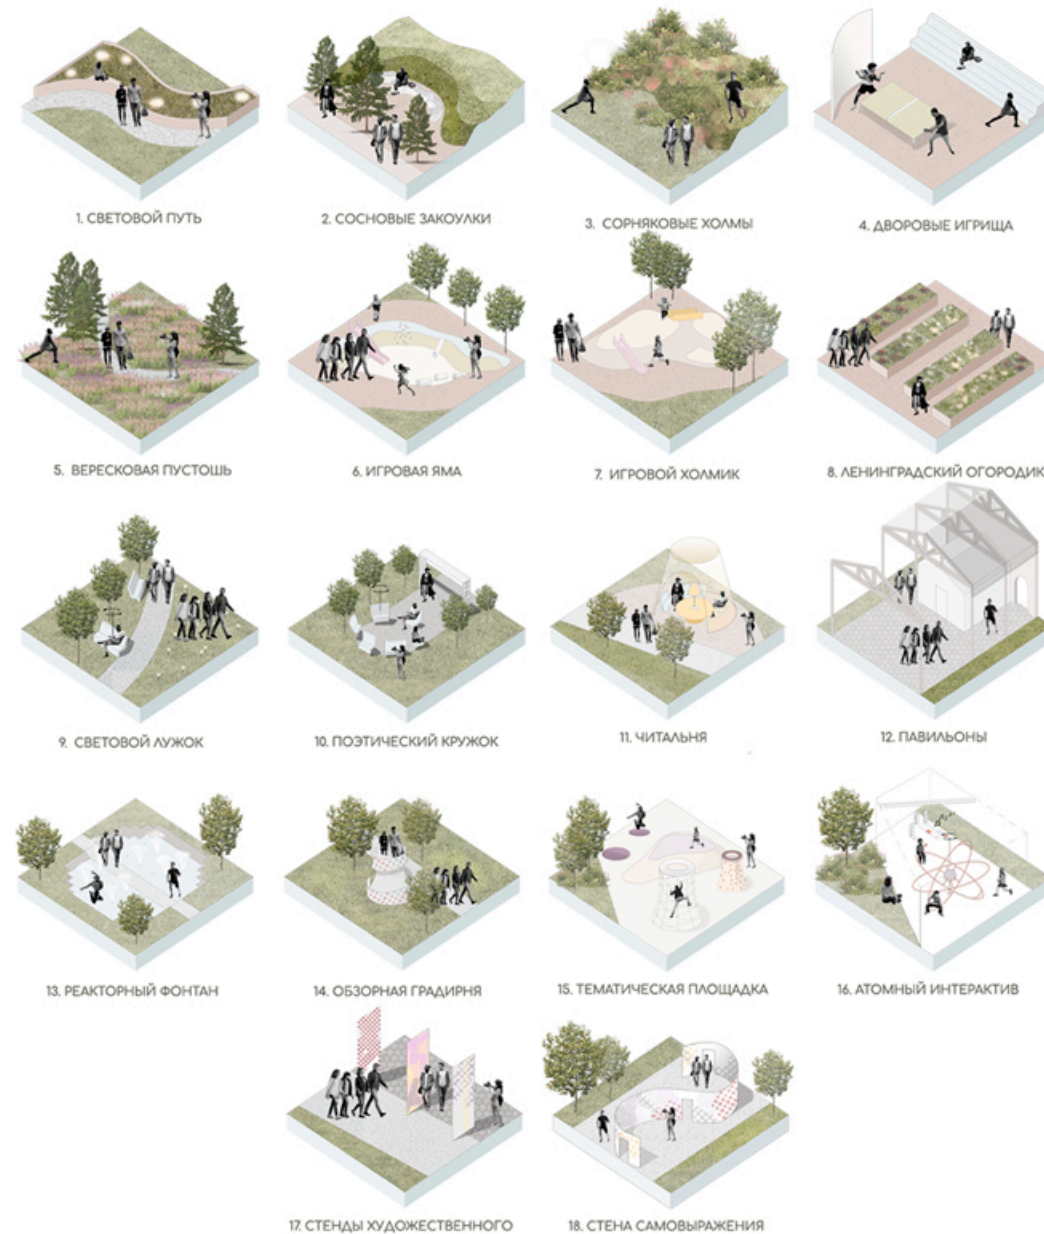 1. СВЕТОВОЙ ПУТЬ
2. СОСНОВЫЕ ЗАКОУЛКИ
3. СОРНЯКОВЫЕ ХОЛМЫ
4. ДВОРОВЫЕ ИГРИЩА
5. ВЕРЕСКОВАЯ ПУСТОШЬ
6. ИГРОВАЯ ЯМА
7. ИГРОВОЙ ХОЛМИК
8. ЛЕНИНГРАДСКИЙ ОГОРОДИК
9. СВЕТОВОЙ ЛУЖОК
10. ПОЭТИЧЕСКИЙ КРУЖОК
11. ЧИТАЛЬНЯ
12. ПАВИЛЬОНЫ
13. РЕАКТОРНЫЙ ФОНТАН
14. ОБЗОРНАЯ ГРАДИРНЯ
15. ТЕМАТИЧЕСКАЯ ПЛОЩАДКА
16. АТОМНЫЙ ИНТЕРАКТИВ
17. СТЕНДЫ ХУДОЖЕСТВЕННОГО
18. СТЕНА САМОВЫРАЖЕНИЯ